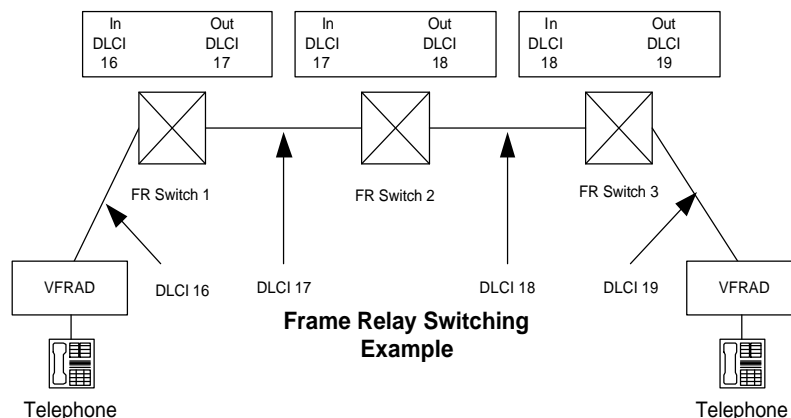 In Out
DLCI DLCI
16 17
In Out
DLCI DLCI
17 18
In Out
DLCI DLCI
18 19
FR Switch 1
FR Switch 2
FR Switch 3
VFRAD
DLCI 16
DLCI 17
DLCI 18
DLCI 19
VFRAD
Frame Relay Switching
Example
Telephone
Telephone